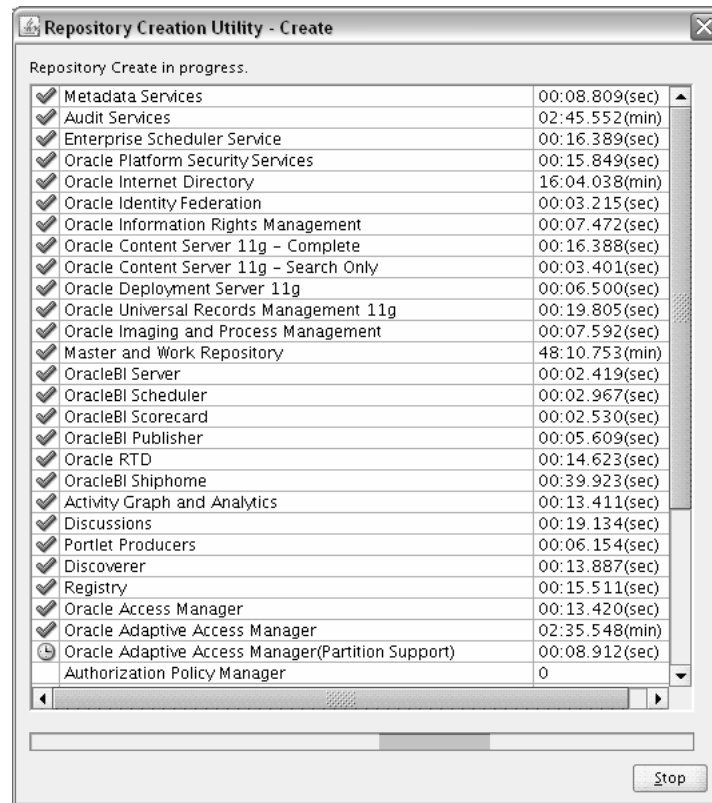 Repository Creation Utility - Create
Repository Create in progress.
Metadata Services 00:08.809(sec)
Audit Services 02:45.552(min)
Enterprise Scheduler Service 00:16.389(sec)
Oracle Platform Security Services 00:15.849(sec)
Oracle Internet Directory 16:04.038(min)
Oracle Identity Federation 00:03.215(sec)
Oracle Information Rights Management 00:07.472(sec)
Oracle Content Server 11g – Complete 00:16.388(sec)
Oracle Content Server 11g – Search Only 00:03.401(sec)
Oracle Deployment Server 11g 00:06.500(sec)
Oracle Universal Records Management 11g 00:19.805(sec)
Oracle Imaging and Process Management 00:07.592(sec)
Master and Work Repository 48:10.753(min)
OracleBI Server 00:02.419(sec)
OracleBI Scheduler 00:02.967(sec)
OracleBI Scorecard 00:02.530(sec)
OracleBI Publisher 00:05.609(sec)
Oracle RTD 00:14.623(sec)
OracleBI Shiphome 00:39.923(sec)
Activity Graph and Analytics 00:13.411(sec)
Discussions 00:19.134(sec)
Portlet Producers 00:06.154(sec)
Discoverer 00:13.887(sec)
Registry 00:15.511(sec)
Oracle Access Manager 00:13.420(sec)
Oracle Adaptive Access Manager 02:35.548(min)
Oracle Adaptive Access Manager(Partition Support) 00:08.912(sec)
Authorization Policy Manager 0
Stop